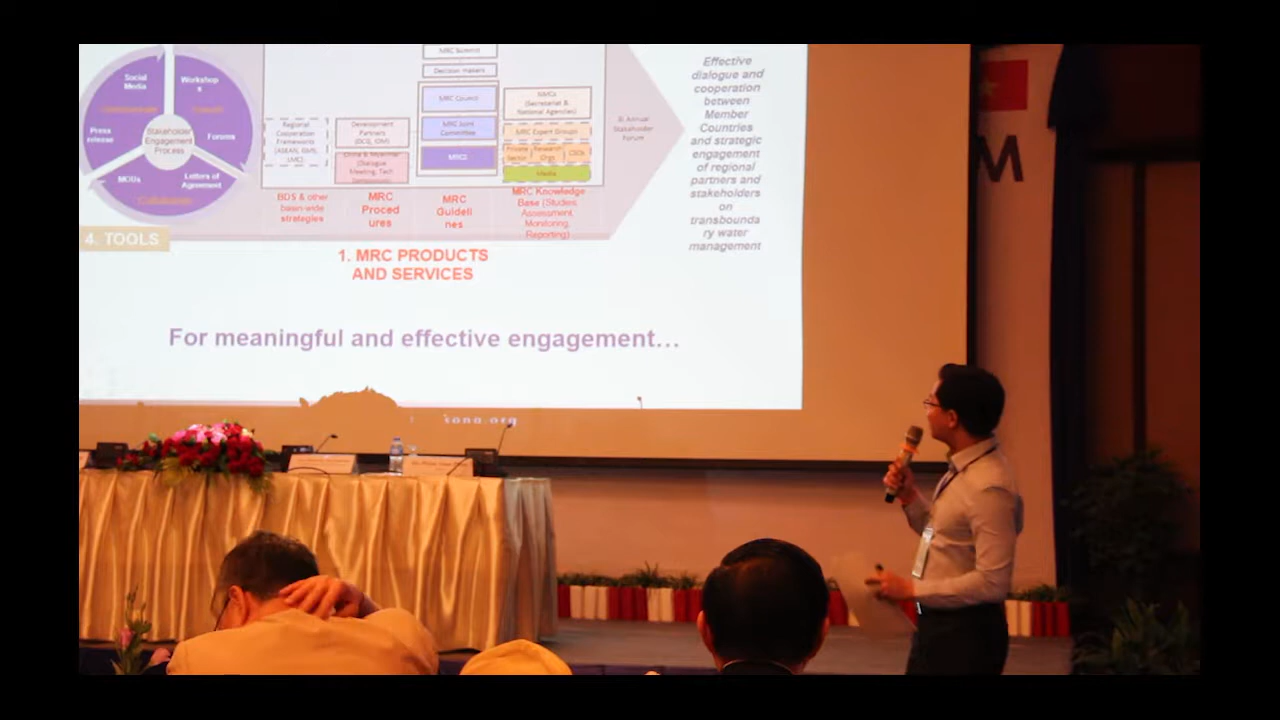 Social
Media
Workshop
s
Press
release
Forums
Stakeholder
Engagement
Process
MOUs
Letters of
Agreement
4. TOOLS
Regional
Cooperation
Frameworks
(ASEAN, GMS,
LMC)
Development
Partners
China & Myanmar
(Dialogue
Meeting, Tech
MRC Summit
Decision makers
MRC Council
MRC Joint
Committee
MRCS
NMCs
(Secretariat &
National Agencies)
MRC Expert Groups
Private
Sector
Research
Orgs
CSOs
Media
BDS & other
basin-wide
strategies
MRC
Proced
ures
MRC
Guideli
nes
MRC Knowledge
Base (Studies,
Assessment,
Monitoring,
Reporting)
1. MRC PRODUCTS
AND SERVICES
Annual
Stakeholder
Forum
Effective
dialogue and
cooperation
between
Member
Countries
and strategic
engagement
of regional
partners and
stakeholders
on
transbounda
ry water
management
For meaningful and effective engagement…
M